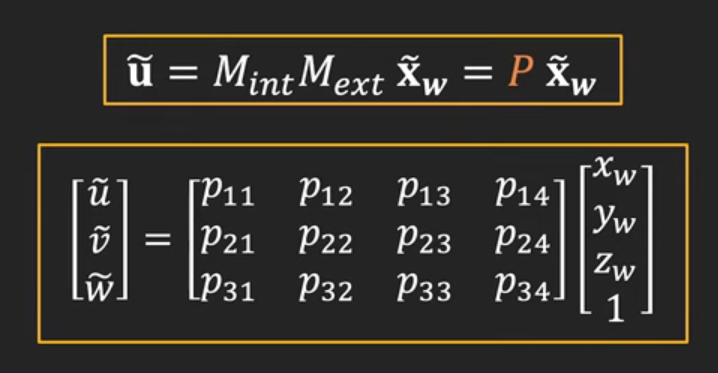 ũ = M_int M_ext x̃_w = P x̃_w
[ũ] = [p₁₁ p₁₂ p₁₃ p₁₄] [x_w]
[ṽ] [p₂₁ p₂₂ p₂₃ p₂₄] [y_w]
[w̃] [p₃₁ p₃₂ p₃₃ p₃₄] [z_w]
[1]